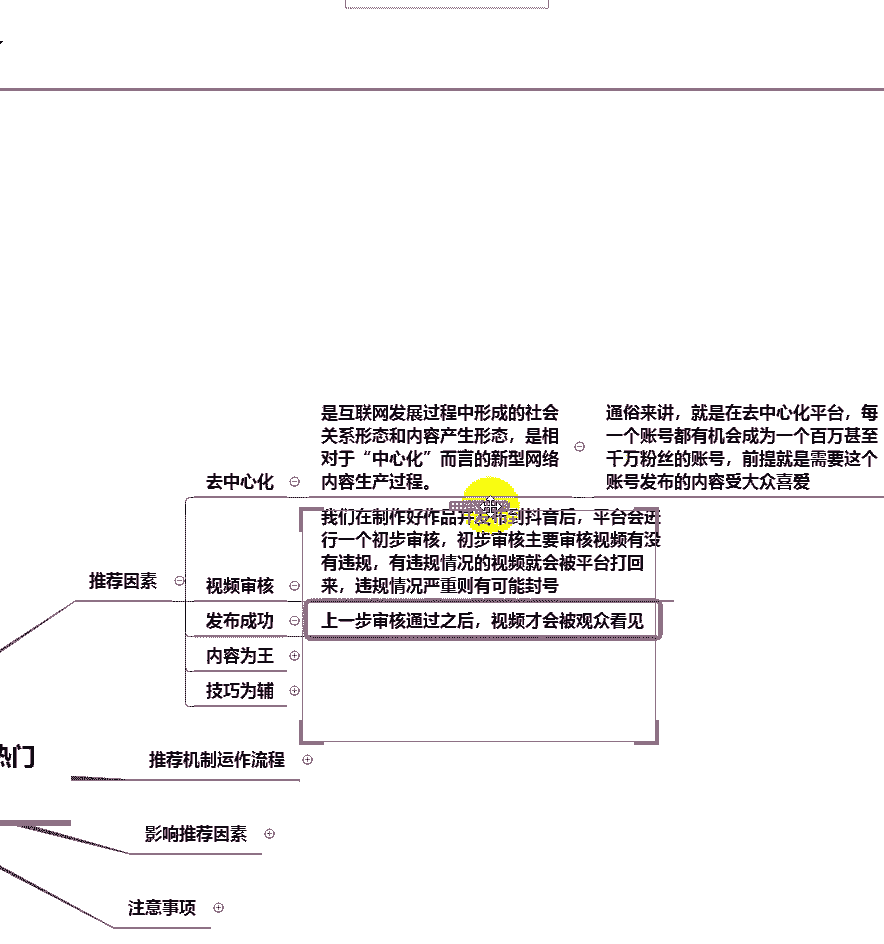 是互联网发展过程中形成的社会
关系形态和内容产生形态，是相
对于“中心化”而言的新型网络
内容生产过程。
通俗来讲，就是在去中心化平台，每
一个账号都有机会成为一个百万甚至
千万粉丝的账号，前提就是需要这个
账号发布的内容受大众喜爱
去中心化
我们在制作好作品并发布到抖音后，平台会进
行一个初步审核，初步审核主要审核视频有没
有违规，有违规情况的视频就会被平台打回
来，违规情况严重则有可能封号
推荐因素
视频审核
发布成功
上一步审核通过之后，视频才会被观众看见
内容为王
技巧为辅
热门
推荐机制运作流程
影响推荐因素
注意事项